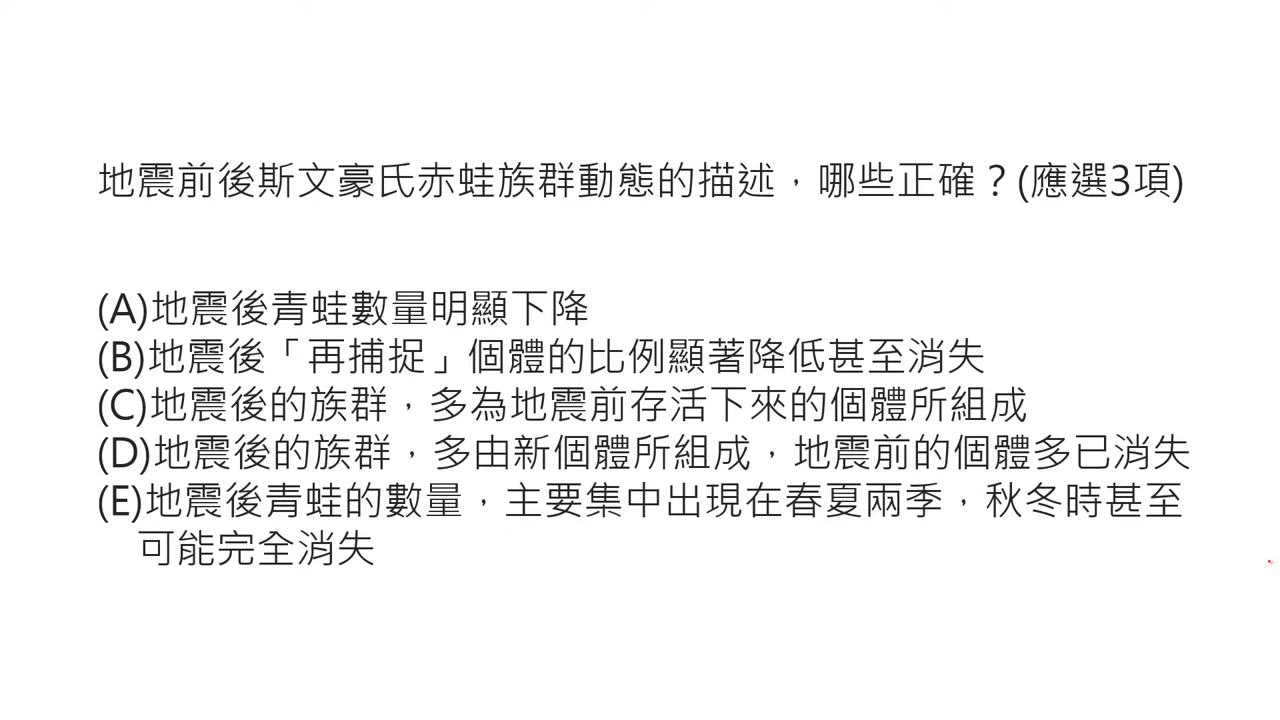 地震前後斯文豪氏赤蛙族群動態的描述，哪些正確？(應選3項)
(A)地震後青蛙數量明顯下降
(B)地震後「再捕捉」個體的比例顯著降低甚至消失
(C)地震後的族群，多為地震前存活下來的個體所組成
(D)地震後的族群，多由新個體所組成，地震前的個體多已消失
(E)地震後青蛙的數量，主要集中出現在春夏兩季，秋冬時甚至
可能完全消失